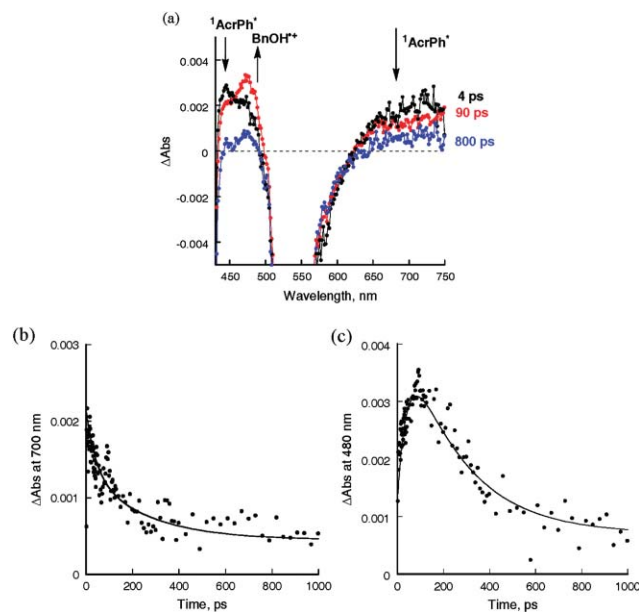 (a)
¹AcrPh*
BnOH•+
¹AcrPh*
0.004
0.002
0
-0.002
-0.004
ΔAbs
4 ps
90 ps
800 ps
450 500 550 600 650 700 750
Wavelength, nm
(b)
0.003
0.002
0.001
0
ΔAbs at 700 nm
0 200 400 600 800 1000
Time, ps
(c)
0.004
0.003
0.002
0.001
0
ΔAbs at 480 nm
0 200 400 600 800 1000
Time, ps